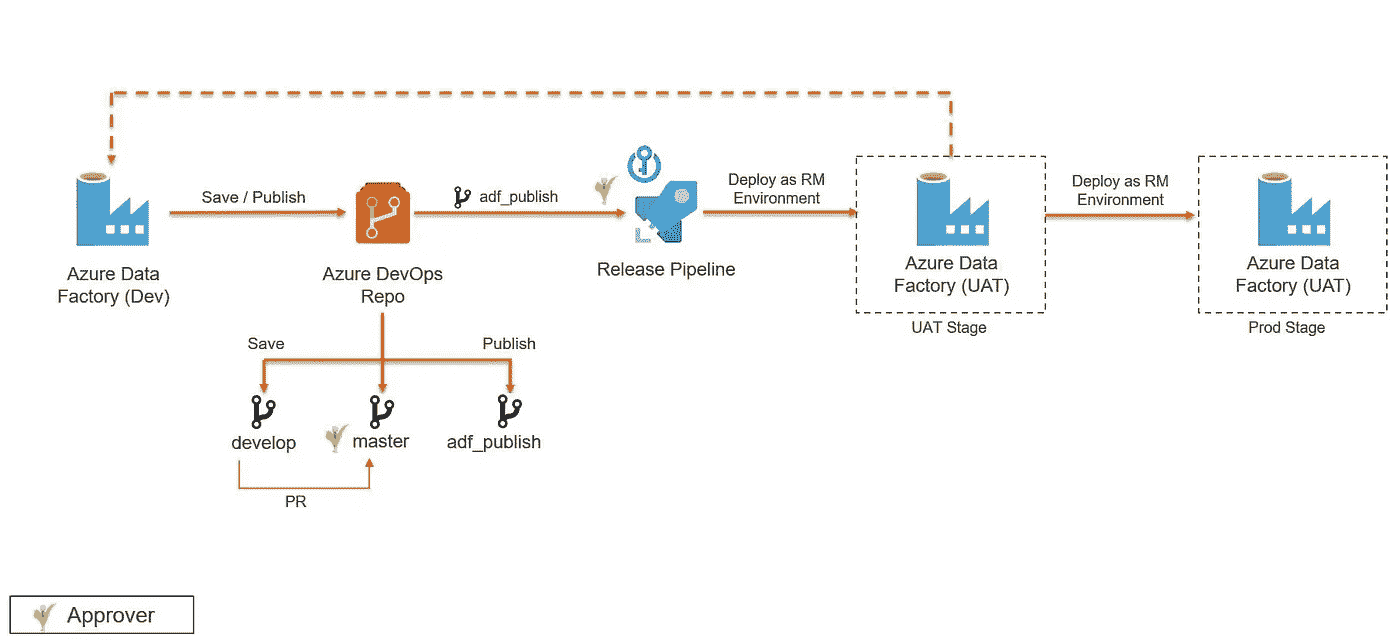 Save / Publish
adf_publish
Deploy as RM
Environment
Deploy as RM
Environment
Azure Data
Factory (Dev)
Azure DevOps
Repo
Release Pipeline
Azure Data
Factory (UAT)
UAT Stage
Azure Data
Factory (UAT)
Prod Stage
Save
Publish
develop
master
adf_publish
PR
Approver